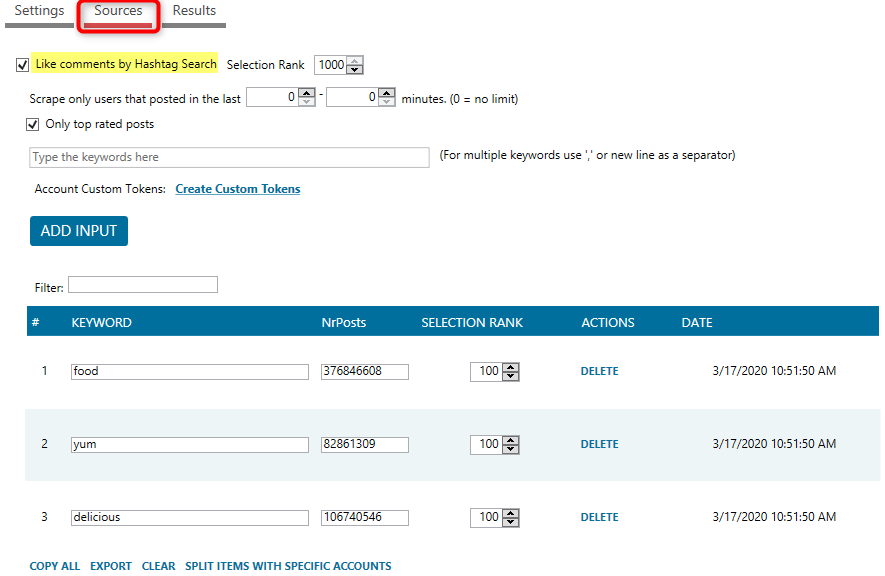 Settings Sources Results
Like comments by Hashtag Search Selection Rank 1000
Scrape only users that posted in the last 0 - 0 minutes. (0 = no limit)
Only top rated posts
Type the keywords here (For multiple keywords use ',' or new line as a separator)
Account Custom Tokens: Create Custom Tokens
ADD INPUT
Filter:
# KEYWORD NrPosts SELECTION RANK ACTIONS DATE
1 food 376846608 100 DELETE 3/17/2020 10:51:50 AM
2 yum 82861309 100 DELETE 3/17/2020 10:51:50 AM
3 delicious 106740546 100 DELETE 3/17/2020 10:51:50 AM
COPY ALL EXPORT CLEAR SPLIT ITEMS WITH SPECIFIC ACCOUNTS